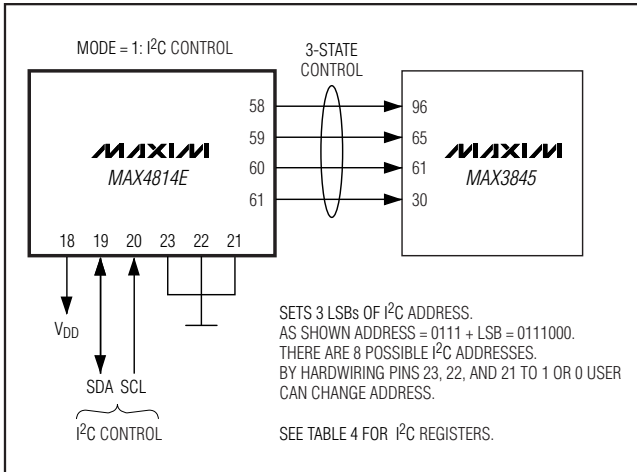 MODE = 1: I²C CONTROL
3-STATE
CONTROL
58
59
60
61
96
65
61
30
MAXIM
MAX4814E
MAXIM
MAX3845
18 19 20 23 22 21
VDD
SDA SCL
I²C CONTROL
SETS 3 LSBs OF I²C ADDRESS.
AS SHOWN ADDRESS = 0111 + LSB = 0111000.
THERE ARE 8 POSSIBLE I²C ADDRESSES.
BY HARDWIRING PINS 23, 22, AND 21 TO 1 OR 0 USER
CAN CHANGE ADDRESS.
SEE TABLE 4 FOR I²C REGISTERS.